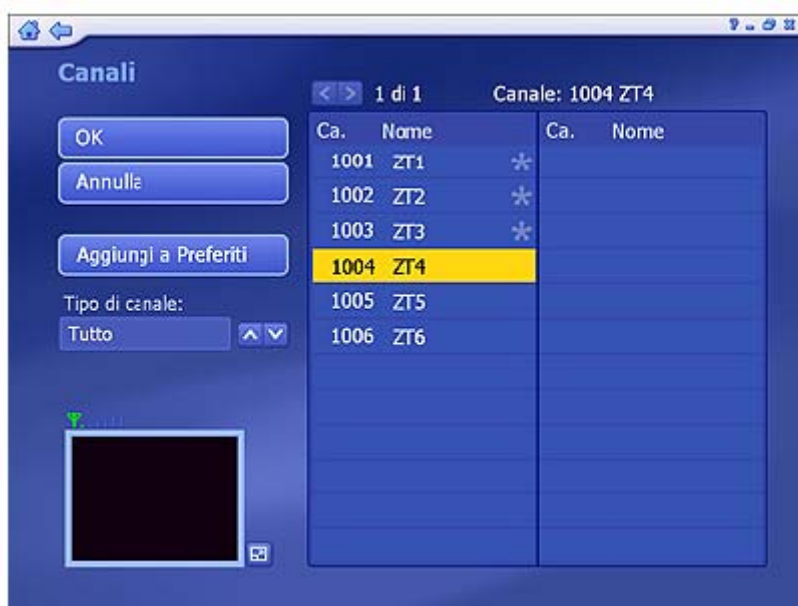 Canali
1 di 1 Canale: 1004 ZT4
OK
Annulla
Aggiungi a Preferiti
Tipo di canale:
Tutto
Ca. Nome Ca. Nome
1001 ZT1 *
1002 ZT2 *
1003 ZT3 *
1004 ZT4
1005 ZT5
1006 ZT6